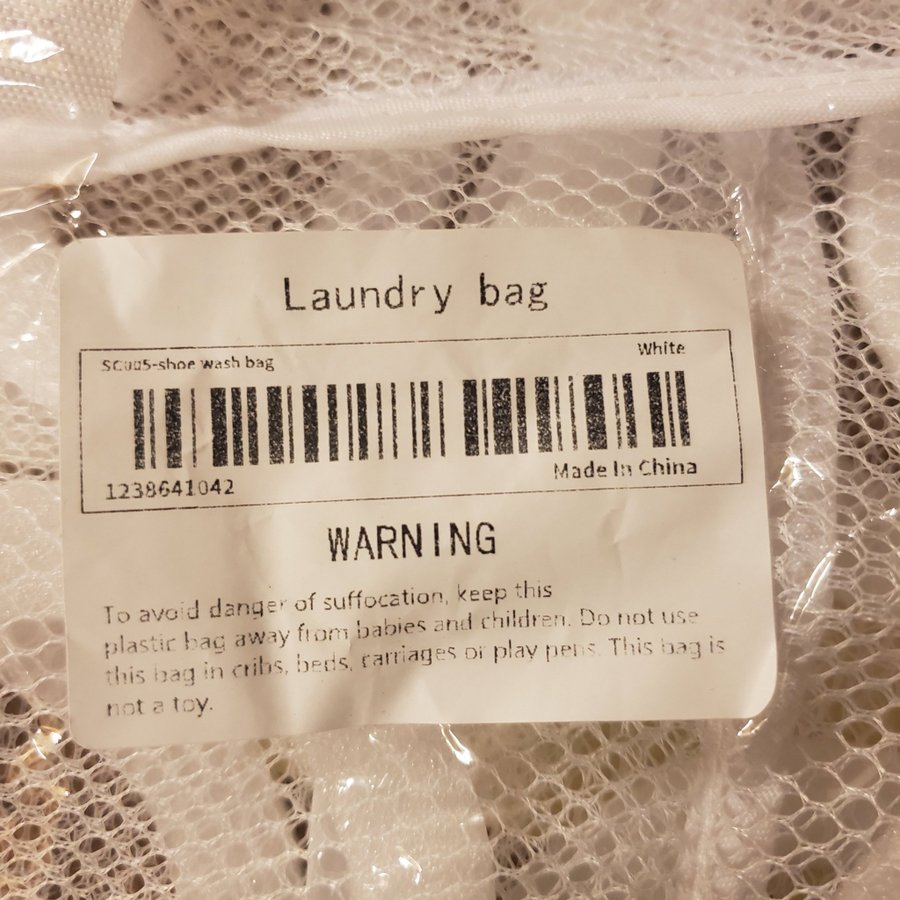 Laundry bag
SC005-shoe wash bag White
1238641042 Made In China
WARNING
To avoid danger of suffocation, keep this
plastic bag away from babies and children. Do not use
this bag in cribs, beds, carriages or play pens. This bag is
not a toy.